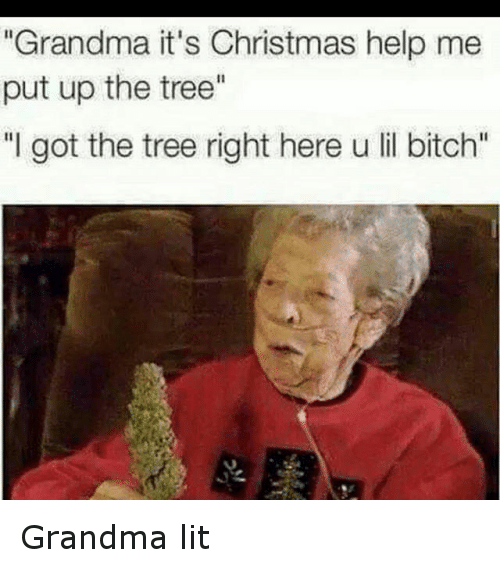 "Grandma it's Christmas help me
put up the tree"
"I got the tree right here u lil bitch"
Grandma lit